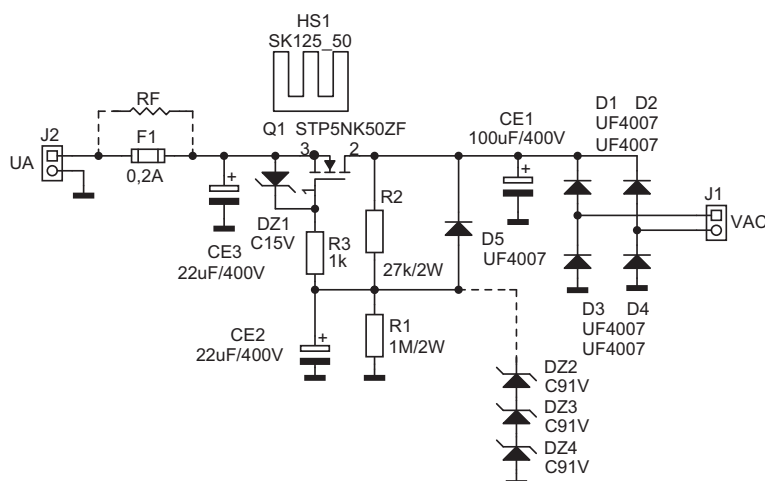 HS1
SK125_50
RF
J2
F1
UA
0,2A
Q1 STP5NK50ZF
3
2
CE1
100uF/400V
D1 D2
UF4007
UF4007
J1
VAC
+
+
DZ1
C15V
R2
D5
UF4007
CE3
22uF/400V
R3
1k
27k/2W
D3 D4
UF4007
UF4007
CE2
22uF/400V
+
R1
1M/2W
DZ2
C91V
DZ3
C91V
DZ4
C91V